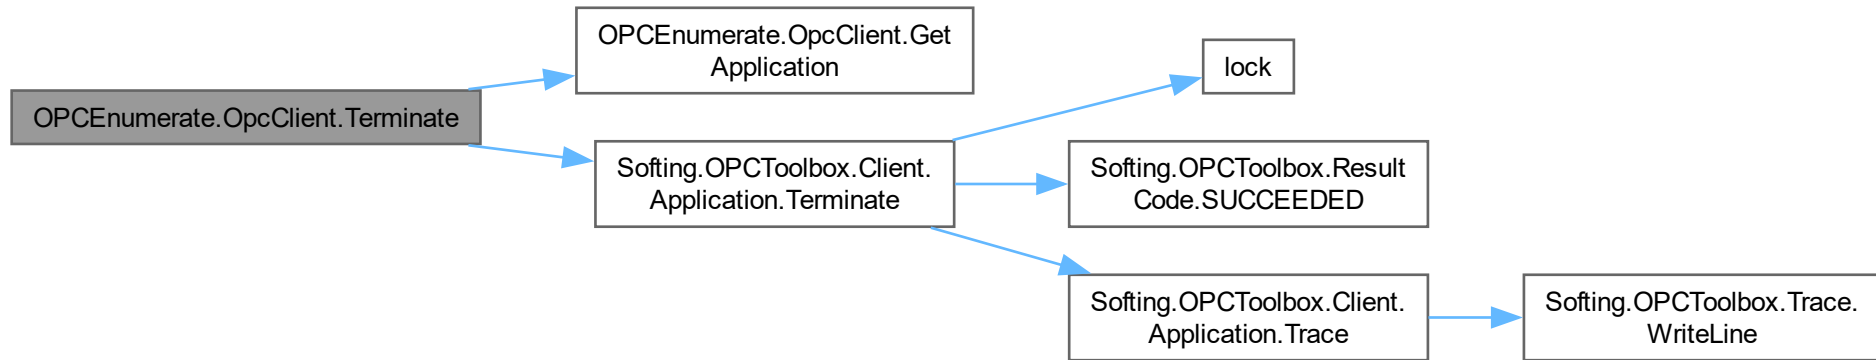 OPCEnumerate.OpcClient.Terminate
OPCEnumerate.OpcClient.Get
Application
Softing.OPCToolbox.Client.
Application.Terminate
lock
Softing.OPCToolbox.Result
Code.SUCCEEDED
Softing.OPCToolbox.Client.
Application.Trace
Softing.OPCToolbox.Trace.
WriteLine